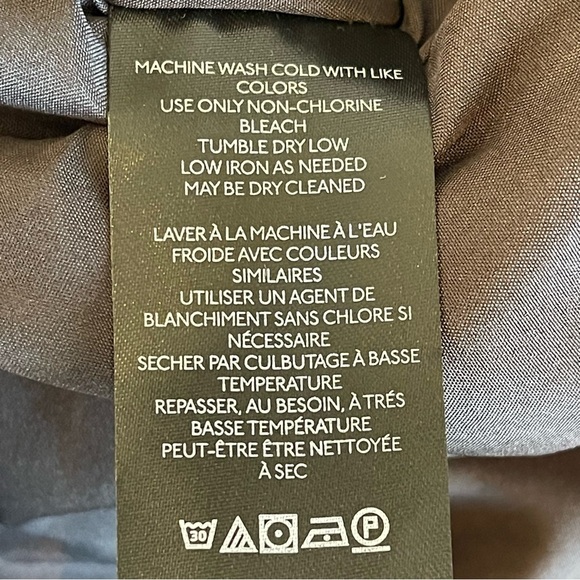 MACHINE WASH COLD WITH LIKE
COLORS
USE ONLY NON-CHLORINE
BLEACH
TUMBLE DRY LOW
LOW IRON AS NEEDED
MAY BE DRY CLEANED
LAVER À LA MACHINE À L'EAU
FROIDE AVEC COULEURS
SIMILAIRES
UTILISER UN AGENT DE
BLANCHIMENT SANS CHLORE SI
NÉCESSAIRE
SECHER PAR CULBUTAGE À BASSE
TEMPERATURE
REPASSER, AU BESOIN, À TRÉS
BASSE TEMPÉRATURE
PEUT-ÊTRE ÊTRE NETTOYÉE
À SEC
30 P